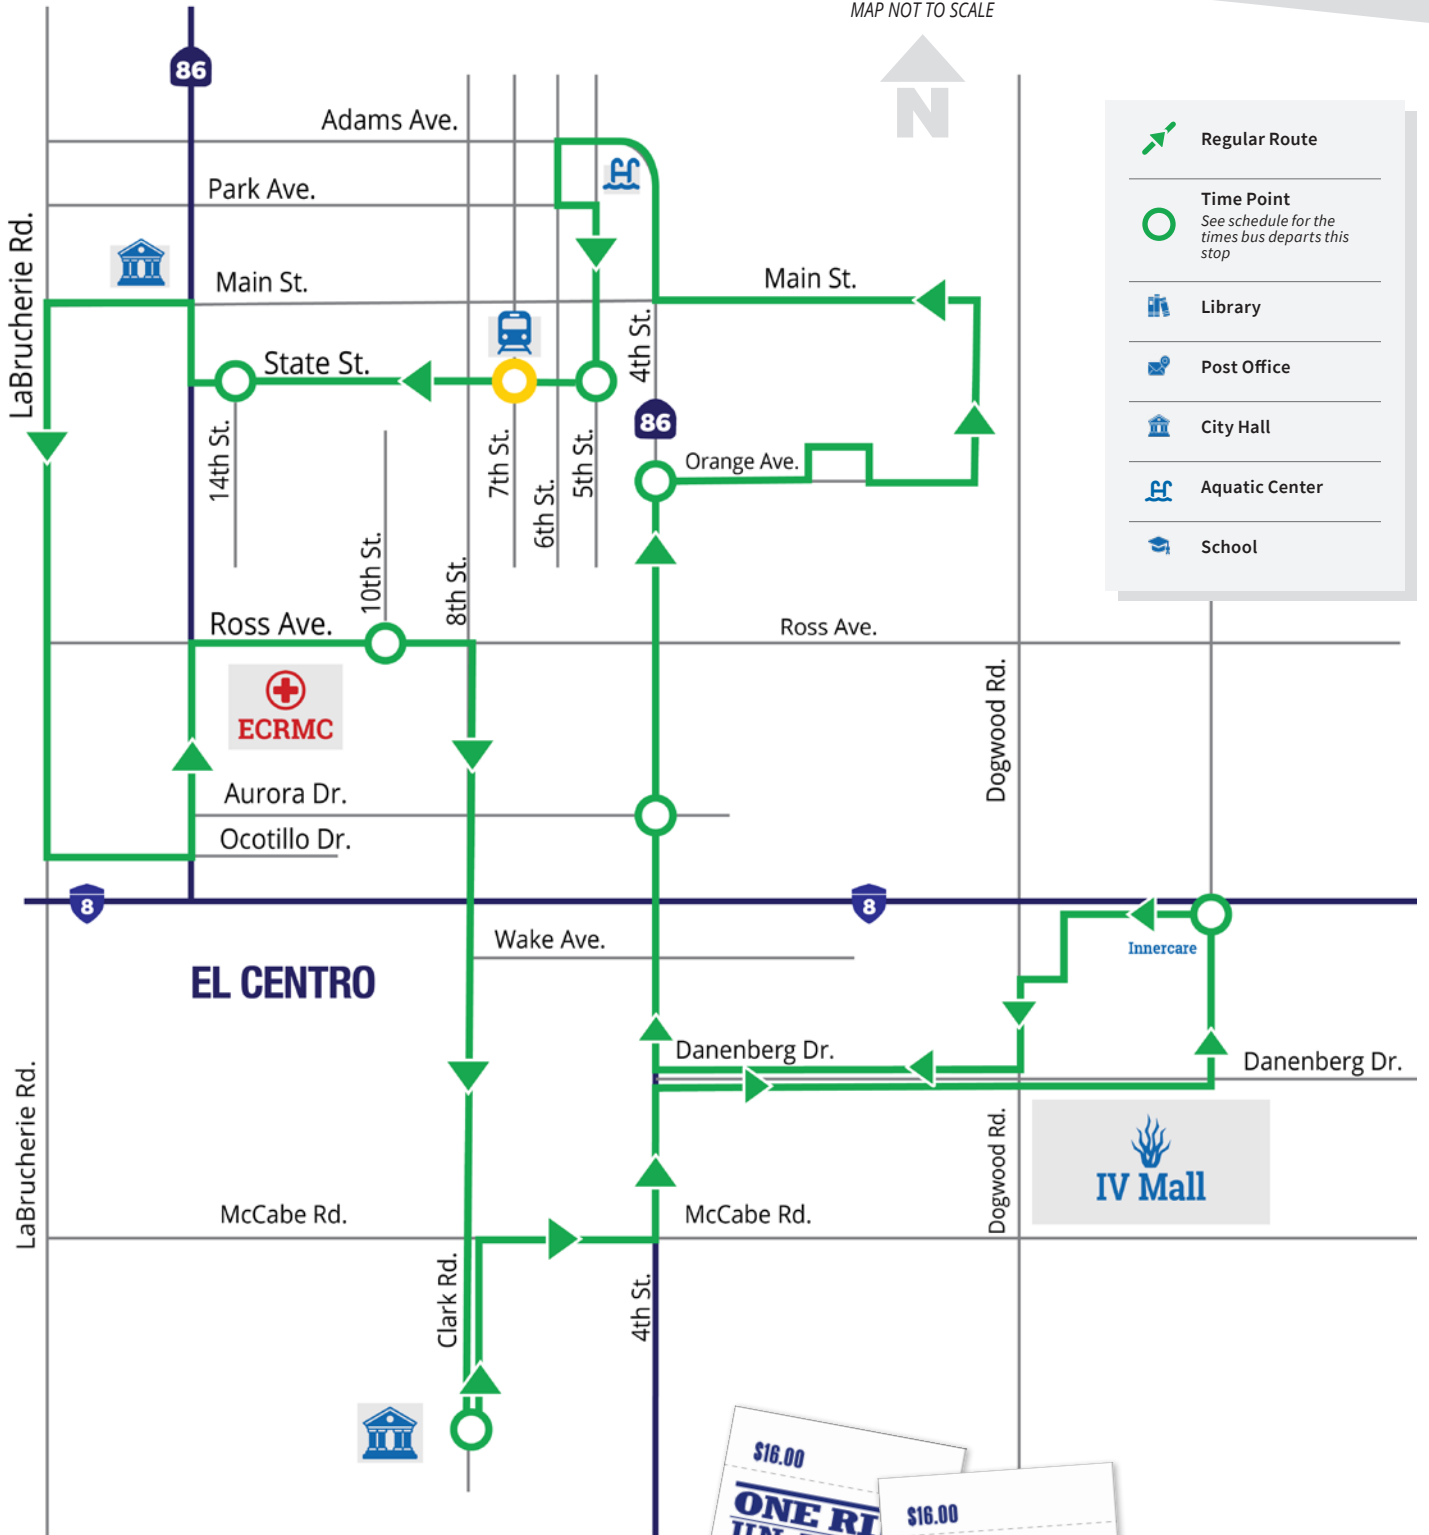 MAP NOT TO SCALE
N
86
Adams Ave.
Park Ave.
LaBrucherie Rd.
Main St.
Main St.
State St.
4th St.
86
14th St.
7th St.
6th St.
5th St.
Orange Ave.
10th St.
8th St.
Ross Ave.
Ross Ave.
ECRMC
Dogwood Rd.
Aurora Dr.
Ocotillo Dr.
8
8
Wake Ave.
Innercare
EL CENTRO
Danenberg Dr.
Danenberg Dr.
LaBrucherie Rd.
Dogwood Rd.
IV Mall
McCabe Rd.
McCabe Rd.
Clark Rd.
4th St.
Regular Route
Time Point
See schedule for the
times bus departs this
stop
Library
Post Office
City Hall
Aquatic Center
School
$16.00
ONE RI
$16.00